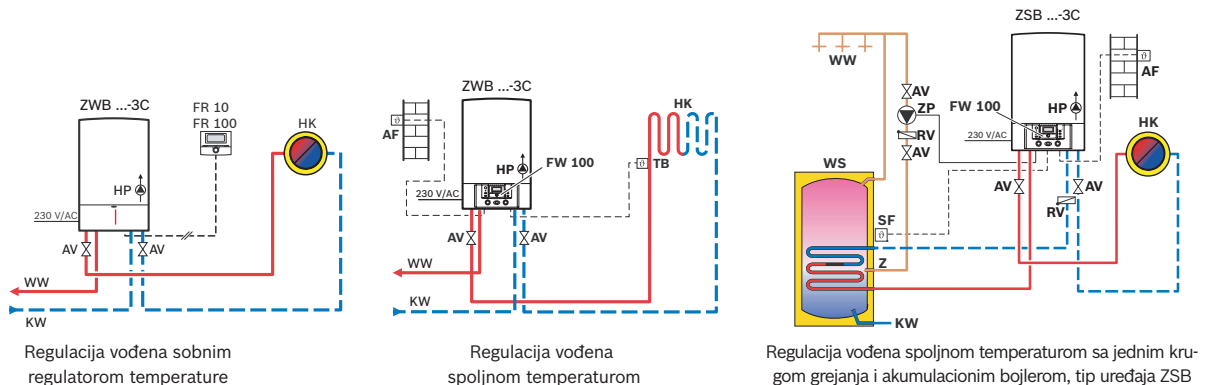 ZWB ...-3C
FR 10
FR 100
HK
HP
230 V/AC
AV
AV
WW
KW
Regulacija vođena sobnim
regulatorom temperature
ZWB ...-3C
AF
HK
FW 100
HP
TB
230 V/AC
AV
AV
WW
KW
Regulacija vođena
spoljnom temperaturom
ZSB ...-3C
WW
AV
ZP
RV
AV
FW 100
HP
AF
HK
230 V/AC
WS
AV
AV
RV
SF
Z
KW
Regulacija vođena spoljnom temperaturom sa jednim kru-
gom grejanja i akumulacionim bojlerom, tip uređaja ZSB